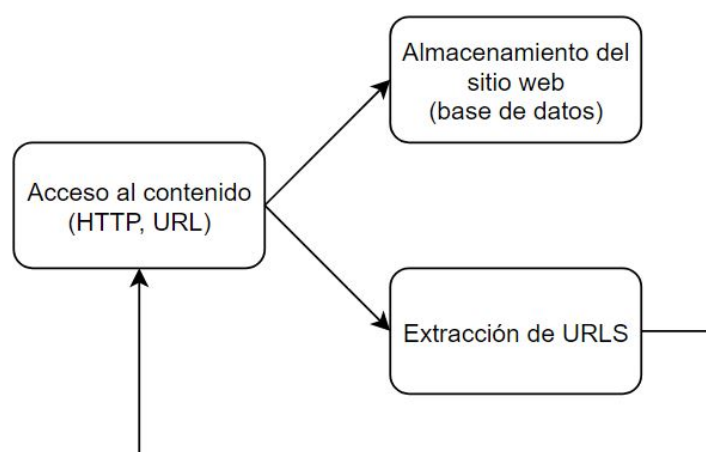 Almacenamiento del
sitio web
(base de datos)
Acceso al contenido
(HTTP, URL)
Extracción de URLS